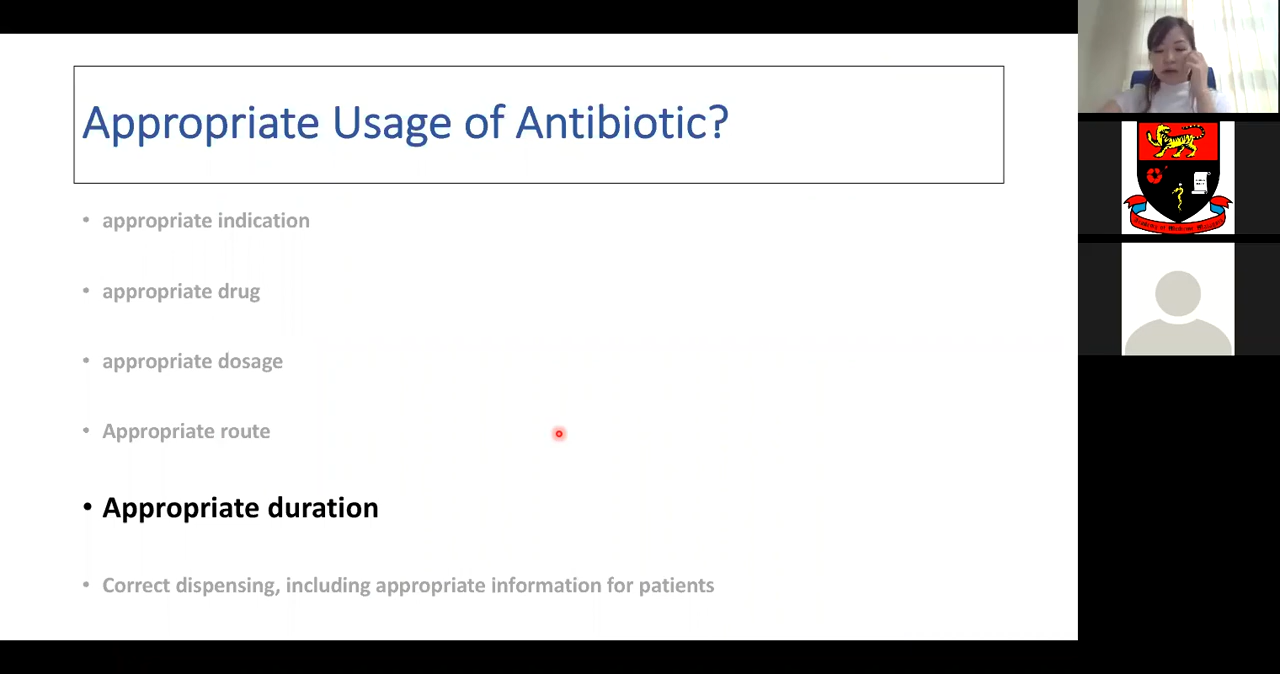 Appropriate Usage of Antibiotic?
• appropriate indication
• appropriate drug
• appropriate dosage
• Appropriate route
• Appropriate duration
• Correct dispensing, including appropriate information for patients